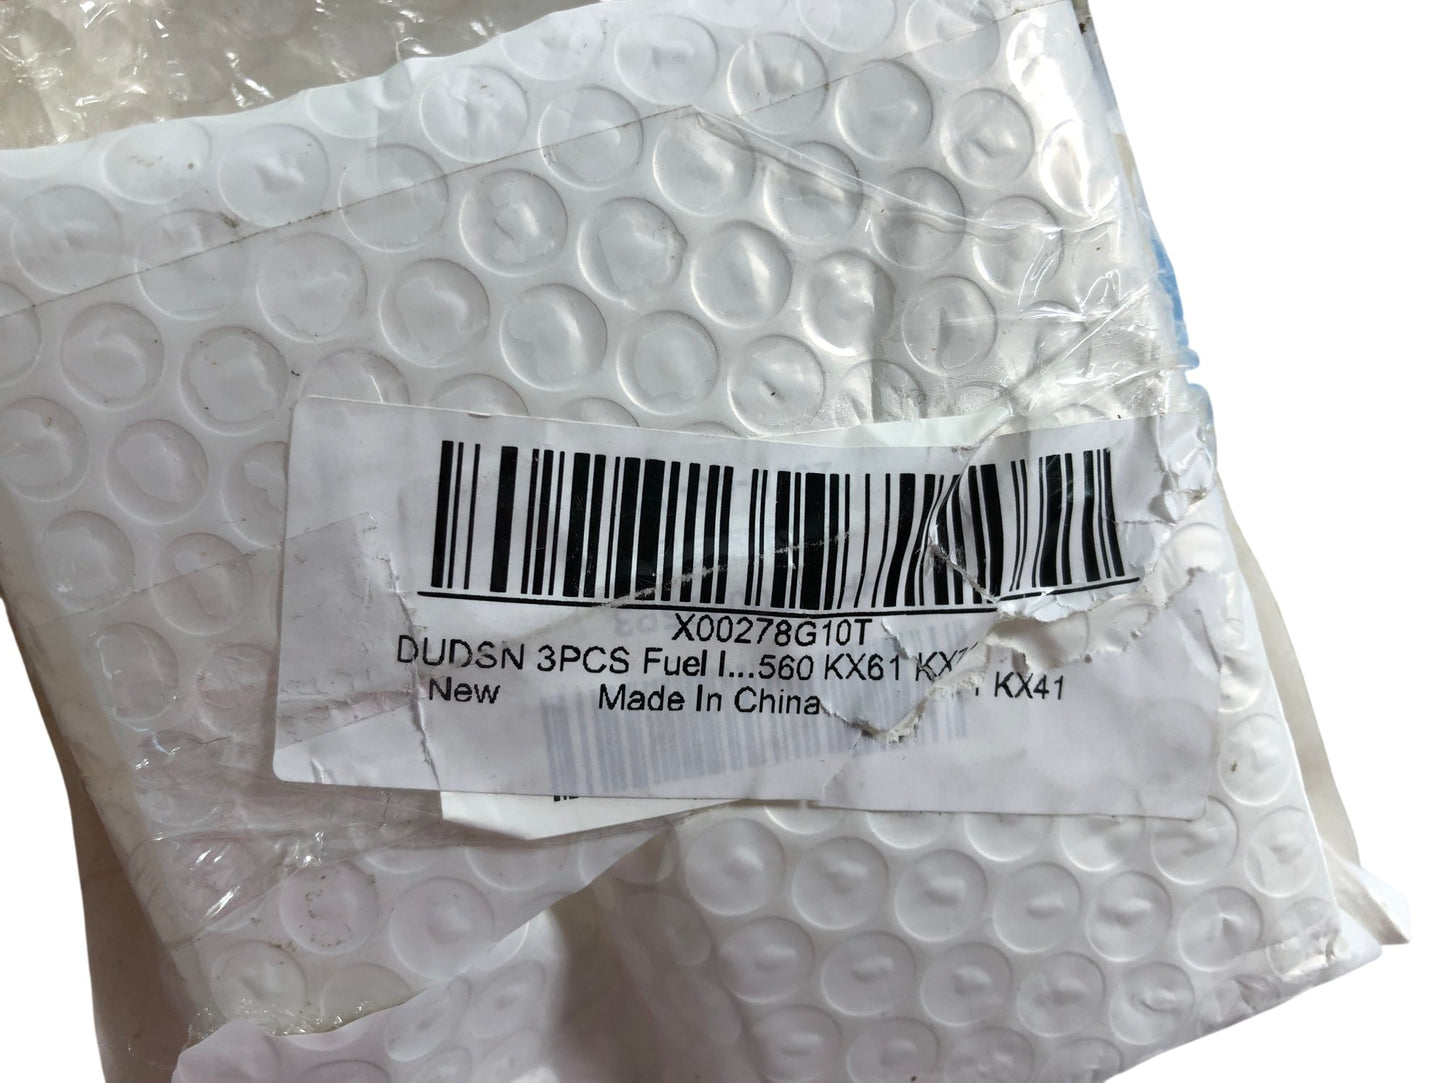 X00278G10T
DUDSN 3PCS Fuel I...560 KX61 KX41
New Made In China